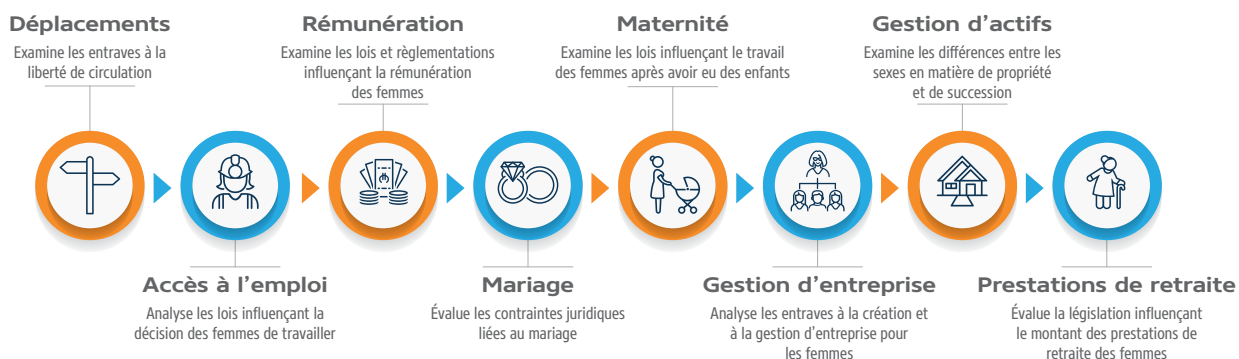 Déplacements
Examine les entraves à la
liberté de circulation
Rémunération
Examine les lois et règlementations
influençant la rémunération
des femmes
Maternité
Examine les lois influençant le travail
des femmes après avoir eu des enfants
Gestion d'actifs
Examine les différences entre les
sexes en matière de propriété
et de succession
Accès à l'emploi
Analyse les lois influençant la
décision des femmes de travailler
Mariage
Évalue les contraintes juridiques
liées au mariage
Gestion d'entreprise
Analyse les entraves à la création et
à la gestion d'entreprise pour
les femmes
Prestations de retraite
Évalue la législation influençant
le montant des prestations de
retraite des femmes